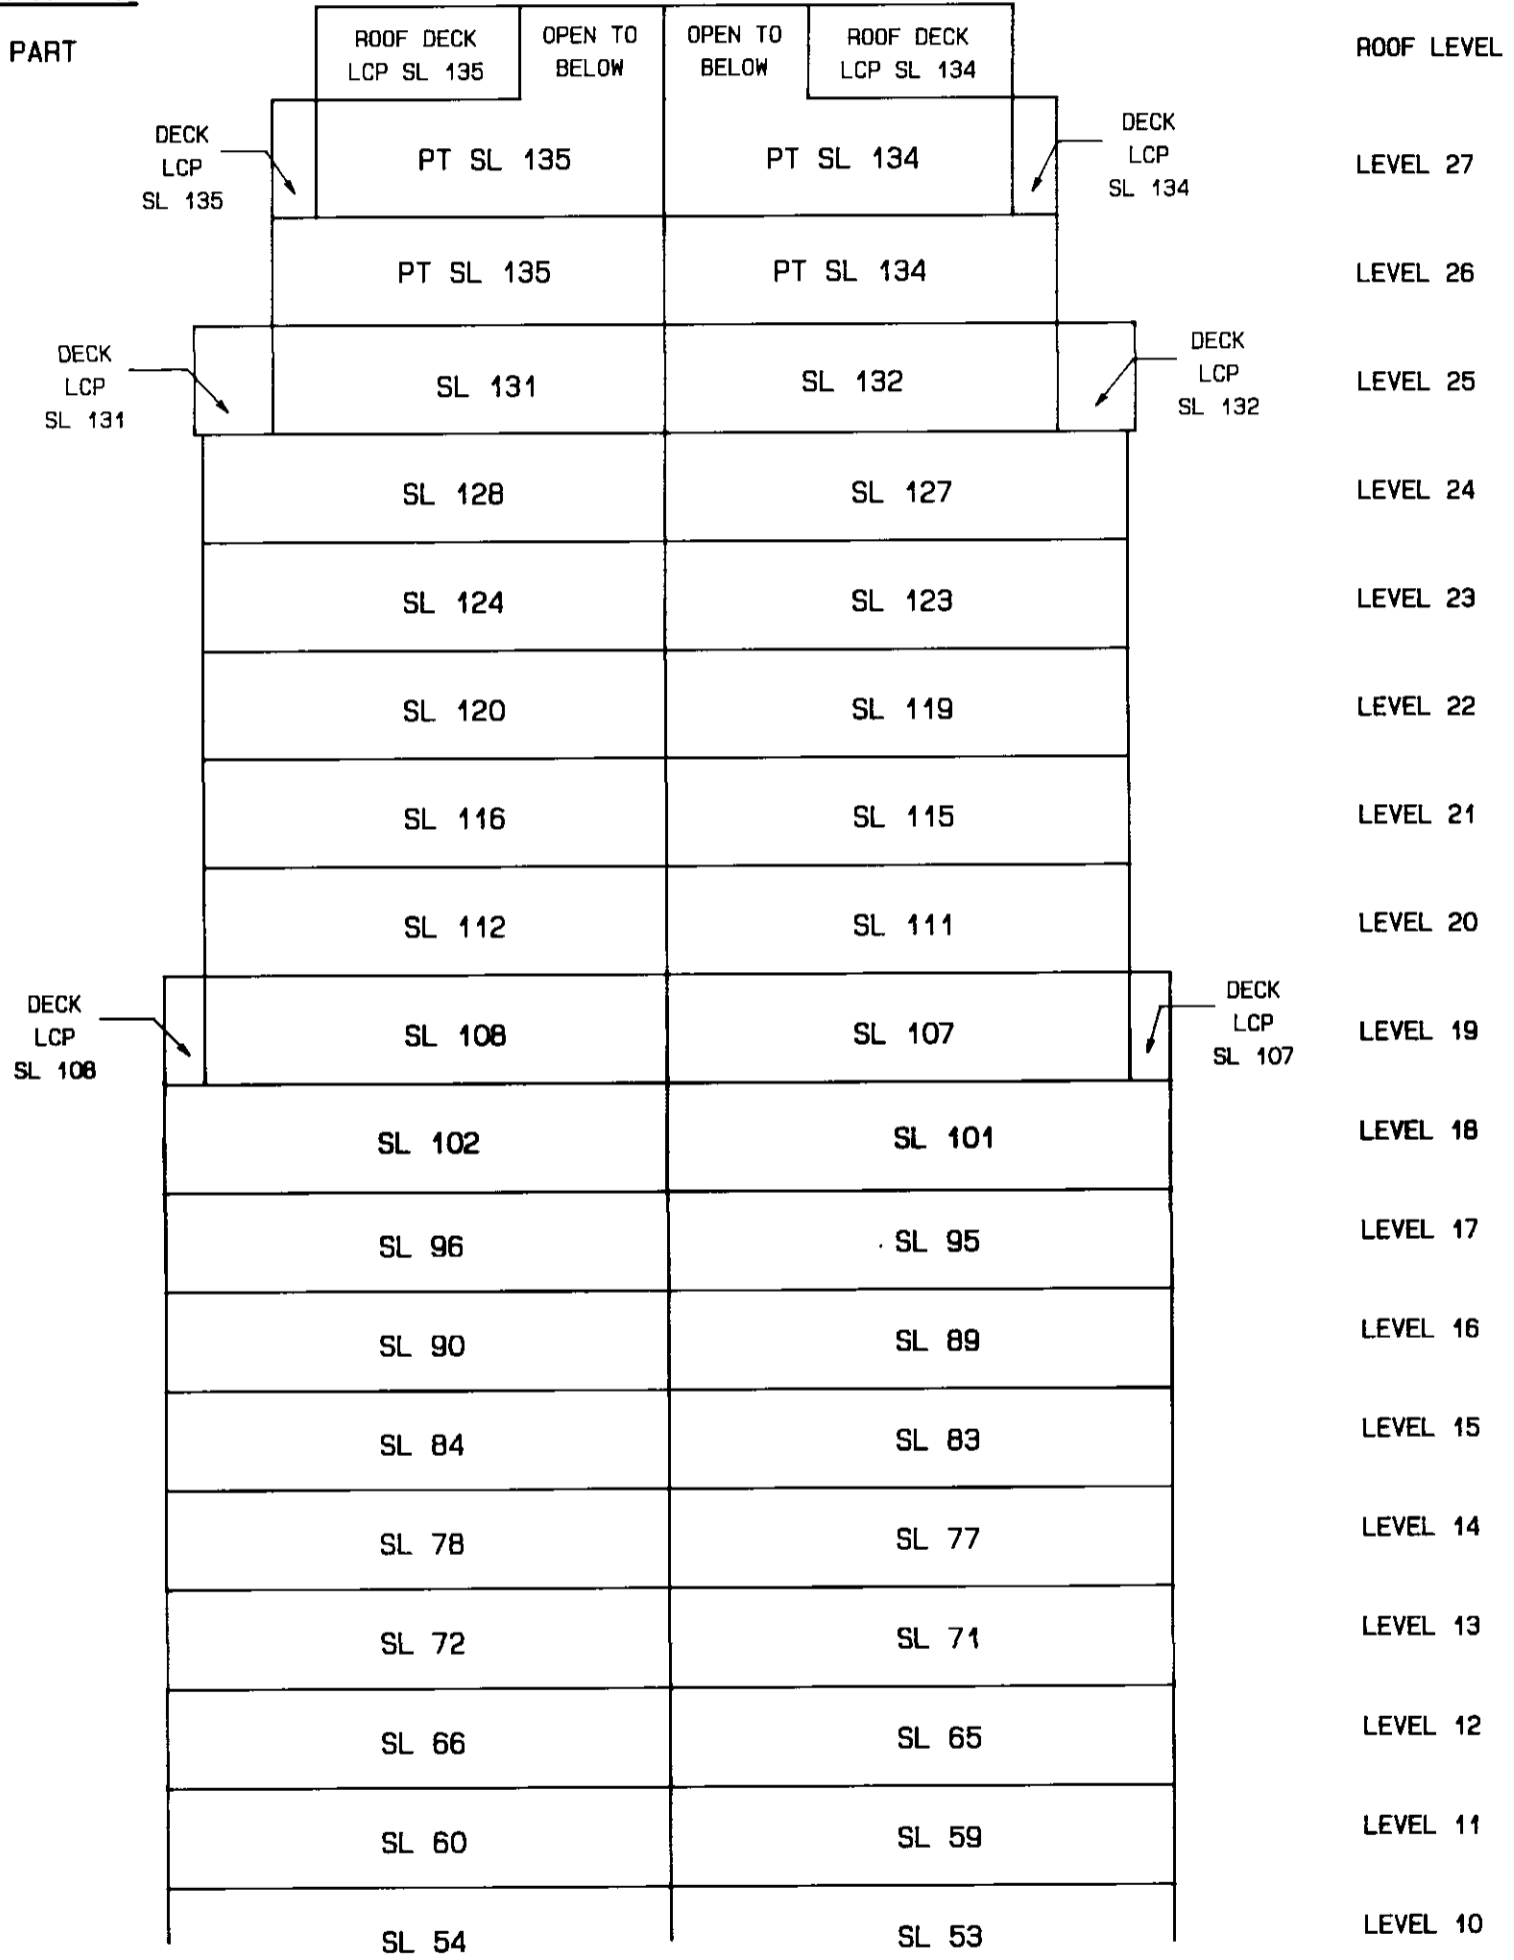 PART
ROOF DECK
LCP SL 135
OPEN TO
BELOW
OPEN TO
BELOW
ROOF DECK
LCP SL 134
ROOF LEVEL
DECK
LCP
SL 135
PT SL 135
PT SL 134
DECK
LCP
SL 134
LEVEL 27
PT SL 135
PT SL 134
LEVEL 26
DECK
LCP
SL 131
SL 131
SL 132
DECK
LCP
SL 132
LEVEL 25
SL 128
SL 127
LEVEL 24
SL 124
SL 123
LEVEL 23
SL 120
SL 119
LEVEL 22
SL 116
SL 115
LEVEL 21
SL 112
SL 111
LEVEL 20
DECK
LCP
SL 108
SL 108
SL 107
DECK
LCP
SL 107
LEVEL 19
SL 102
SL 101
LEVEL 18
SL 96
SL 95
LEVEL 17
SL 90
SL 89
LEVEL 16
SL 84
SL 83
LEVEL 15
SL 78
SL 77
LEVEL 14
SL 72
SL 71
LEVEL 13
SL 66
SL 65
LEVEL 12
SL 60
SL 59
LEVEL 11
SL 54
SL 53
LEVEL 10